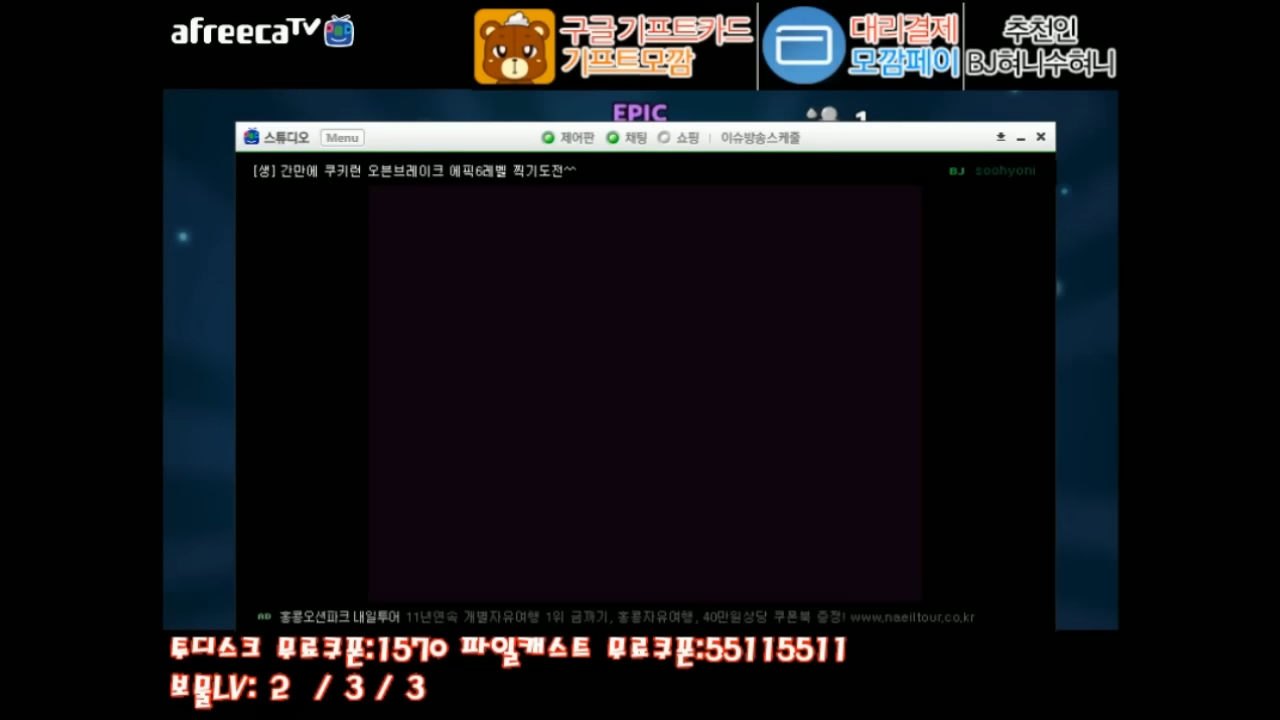 afreecaTV
구글 기프트카드
기프트모깜
대리결제
모깜페이
추천인
BJ혀니수혀니
EPIC
1
스튜디오 Menu 제어판 채팅 쇼핑 이슈방송스케줄
[생] 간만에 쿠키런 오븐브레이크 에픽6레벨 찍기도전^^
BJ soohyoni
AD 홍콩오션파크 내일투어 11년연속 개별자유여행 1위 금까기, 홍콩자유여행, 40만원상당 쿠폰북 증정! www.naeiltour.co.kr
투디스크 무료쿠폰:1570 파일캐스트 무료쿠폰:55115511
보물LV: 2 / 3 / 3